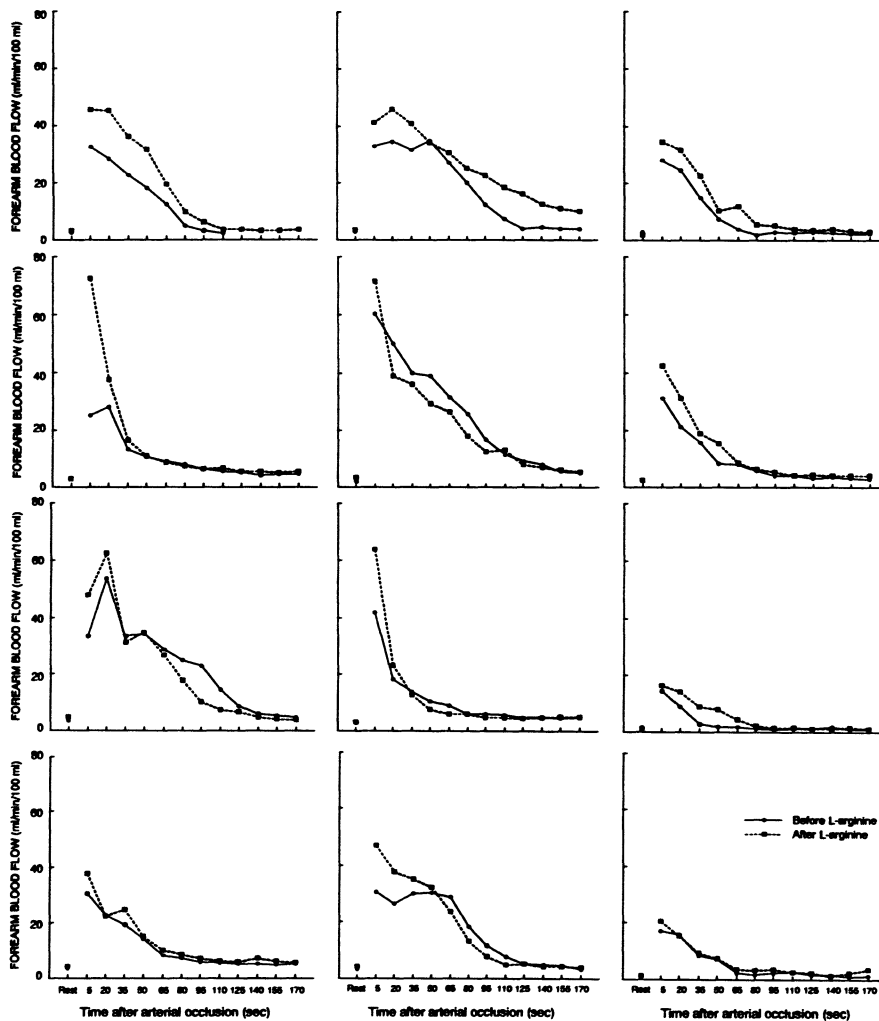 FOREARM BLOOD FLOW (ml/min/100 ml)
80
60
40
20
0
FOREARM BLOOD FLOW (ml/min/100 ml)
80
60
40
20
0
FOREARM BLOOD FLOW (ml/min/100 ml)
80
60
40
20
0
FOREARM BLOOD FLOW (ml/min/100 ml)
80
60
40
20
0
Before L-arginine
After L-arginine
Rest 5 20 35 50 65 80 95 110 125 140 155 170
Rest 5 20 35 50 65 80 95 110 125 140 155 170
Rest 5 20 35 50 65 80 95 110 125 140 155 170
Time after arterial occlusion (sec)
Time after arterial occlusion (sec)
Time after arterial occlusion (sec)